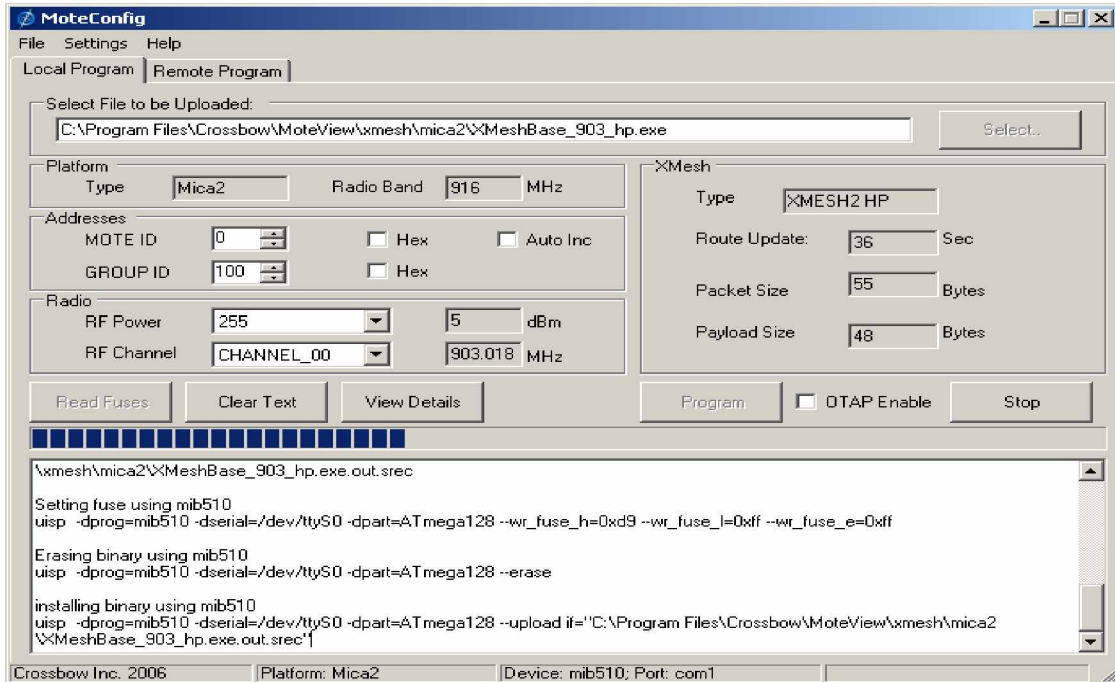 MoteConfig
File Settings Help
Local Program Remote Program
Select File to be Uploaded:
C:\Program Files\Crossbow\MoteView\xmesh\mica2\XMeshBase_903_hp.exe Select..
Platform
Type Mica2 Radio Band 916 MHz
Addresses
MOTE ID 0 Hex Auto Inc
GROUP ID 100 Hex
Radio
RF Power 255 5 dBm
RF Channel CHANNEL_00 903.018 MHz
XMesh
Type XMESH2 HP
Route Update: 36 Sec
Packet Size 55 Bytes
Payload Size 48 Bytes
Read Fuses Clear Text View Details Program OTAP Enable Stop
\xmesh\mica2\XMeshBase_903_hp.exe.out.srec
Setting fuse using mib510
uisp -dprog=mib510 -dserial=/dev/ttyS0 -dpart=ATmega128 --wr_fuse_h=0xd9 --wr_fuse_l=0xff --wr_fuse_e=0xff
Erasing binary using mib510
uisp -dprog=mib510 -dserial=/dev/ttyS0 -dpart=ATmega128 --erase
installing binary using mib510
uisp -dprog=mib510 -dserial=/dev/ttyS0 -dpart=ATmega128 --upload if="C:\Program Files\Crossbow\MoteView\xmesh\mica2
\XMeshBase_903_hp.exe.out.srec"
Crossbow Inc. 2006 Platform: Mica2 Device: mib510; Port: com1